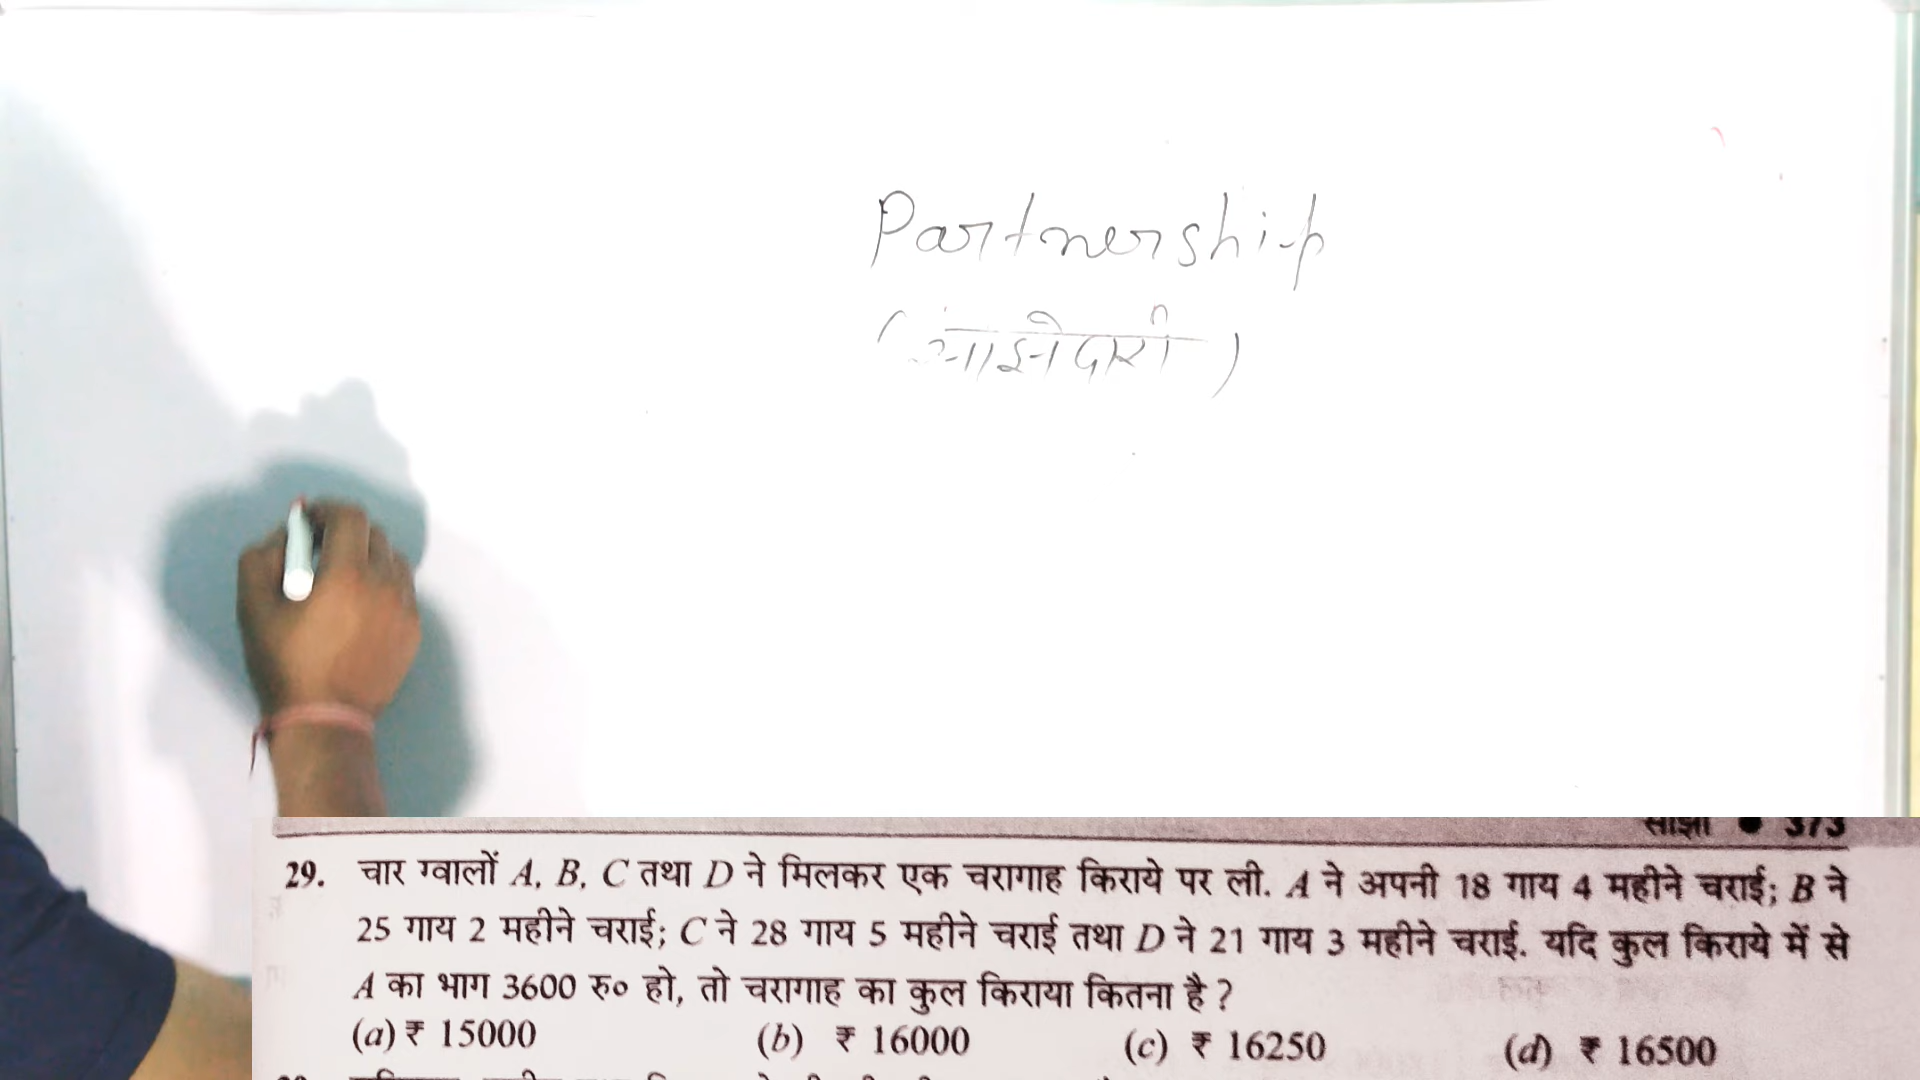 Partnership
(साझेदारी)
साझा ● 373
29. चार ग्वालों A, B, C तथा D ने मिलकर एक चरागाह किराये पर ली. A ने अपनी 18 गाय 4 महीने चराई; B ने
25 गाय 2 महीने चराई; C ने 28 गाय 5 महीने चराई तथा D ने 21 गाय 3 महीने चराई. यदि कुल किराये में से
A का भाग 3600 रु० हो, तो चरागाह का कुल किराया कितना है ?
(a) ₹ 15000 (b) ₹ 16000 (c) ₹ 16250 (d) ₹ 16500